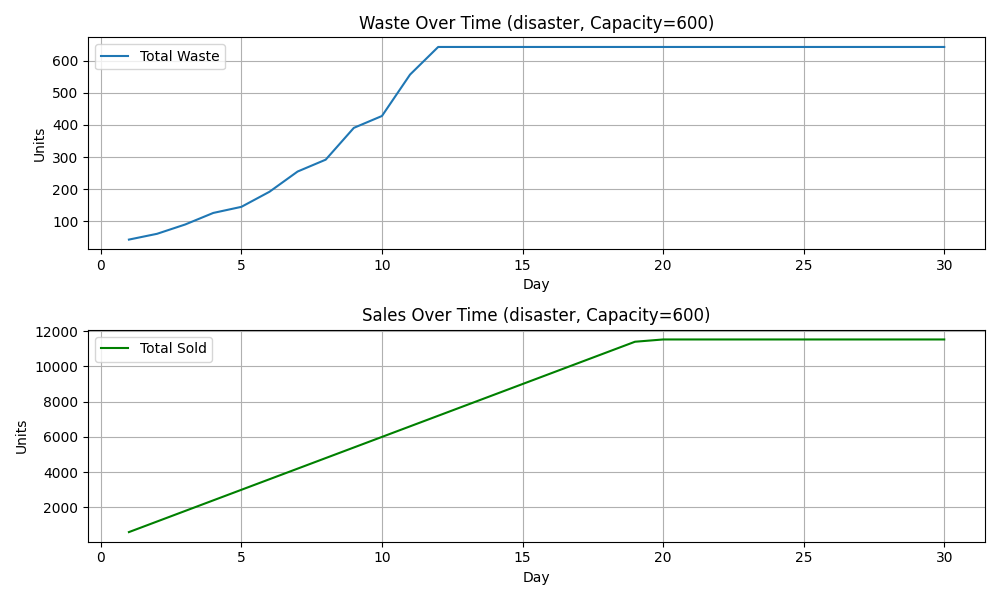 Waste Over Time (disaster, Capacity=600)
Total Waste
600
500
400
300
200
100
Units
0 5 10 15 20 25 30
Day
Sales Over Time (disaster, Capacity=600)
Total Sold
12000
10000
8000
6000
4000
2000
Units
0 5 10 15 20 25 30
Day